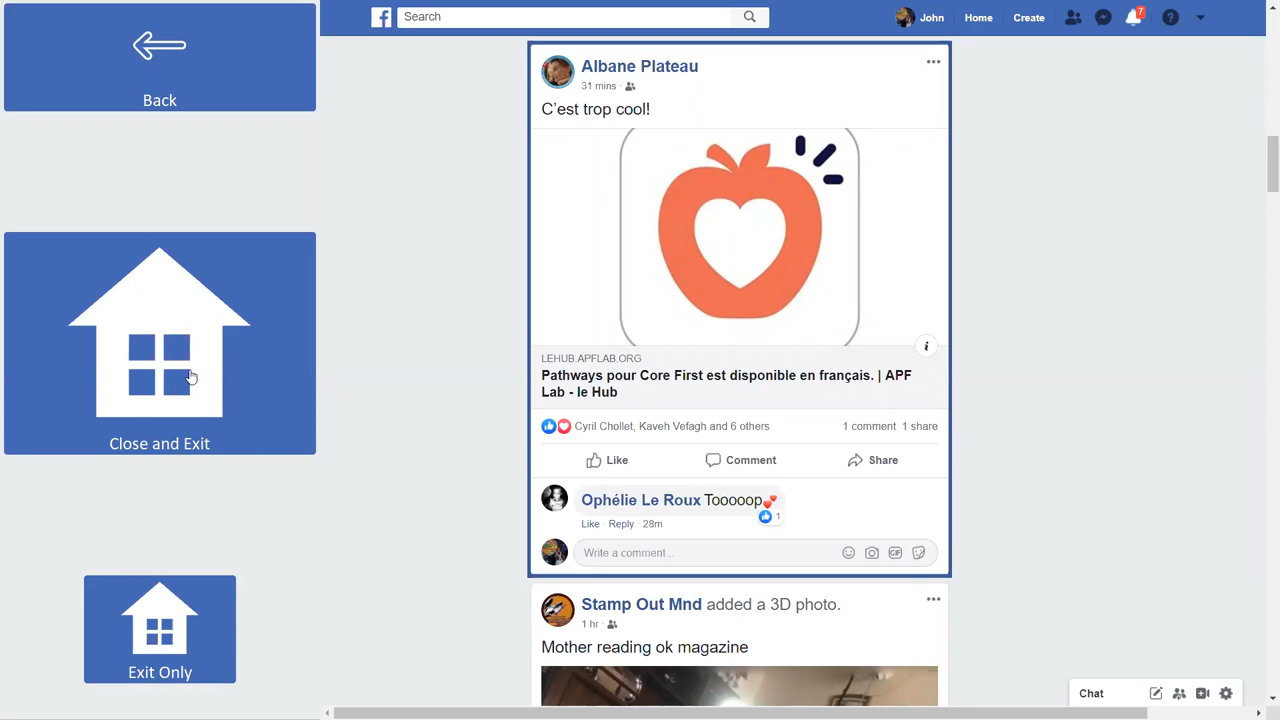 Back
Close and Exit
Exit Only
Search
John
Home
Create
7
Albane Plateau
31 mins
C'est trop cool!
LEHUB.APFLAB.ORG
Pathways pour Core First est disponible en français. | APF
Lab - le Hub
Cyril Chollet, Kaveh Vefagh and 6 others
1 comment 1 share
Like
Comment
Share
Ophélie Le Roux Tooooop
1
Like · Reply · 28m
Write a comment...
GIF
Stamp Out Mnd added a 3D photo.
1 hr
Mother reading ok magazine
Chat